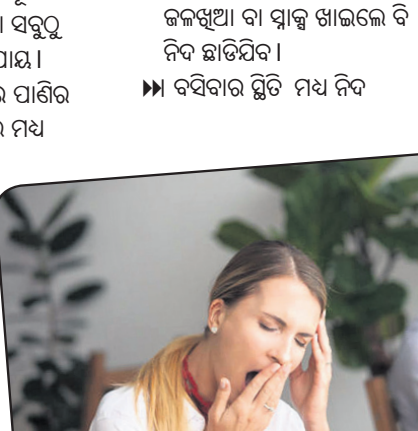 ସବୁଠୁ
ପାଣିର
ମଧ୍ୟ
ଜଳଖିଆ ବା ସ୍ନାକ୍ସ ଖାଇଲେ ବି
ନିଦ ଛାଡିଯିବ।
⏭ ବସିବାର ସ୍ଥିତି ମଧ୍ୟ ନିଦ